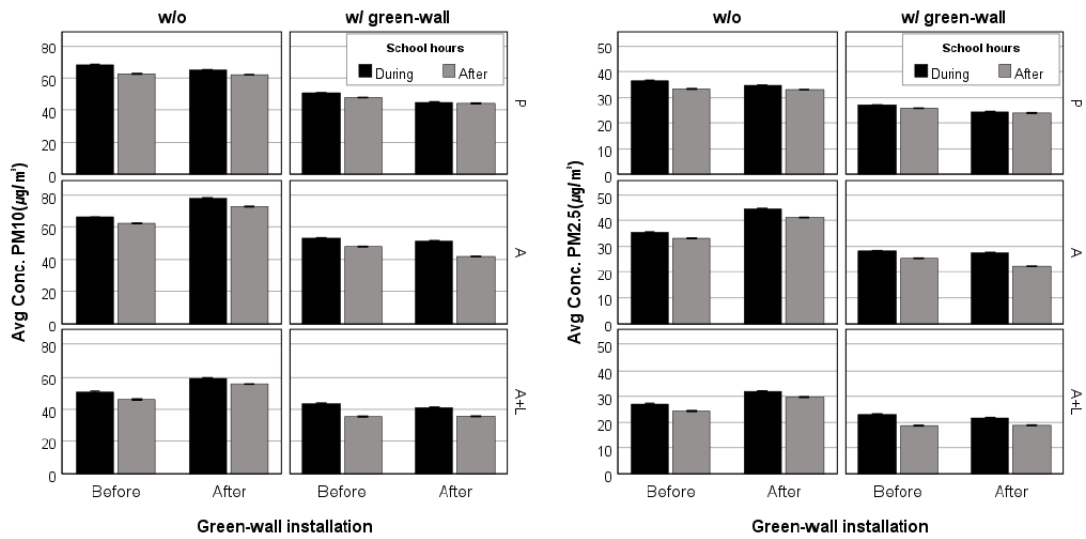 w/o
w/ green-wall
80
60
40
20
0
School hours
During
After
P
80
60
40
20
0
A
80
60
40
20
0
A+L
Avg Conc. PM10(㎍/㎥)
Before
After
Before
After
Green-wall installation
w/o
w/ green-wall
50
40
30
20
10
0
School hours
During
After
P
50
40
30
20
10
0
A
50
40
30
20
10
0
A+L
Avg Conc. PM2.5(㎍/㎥)
Before
After
Before
After
Green-wall installation